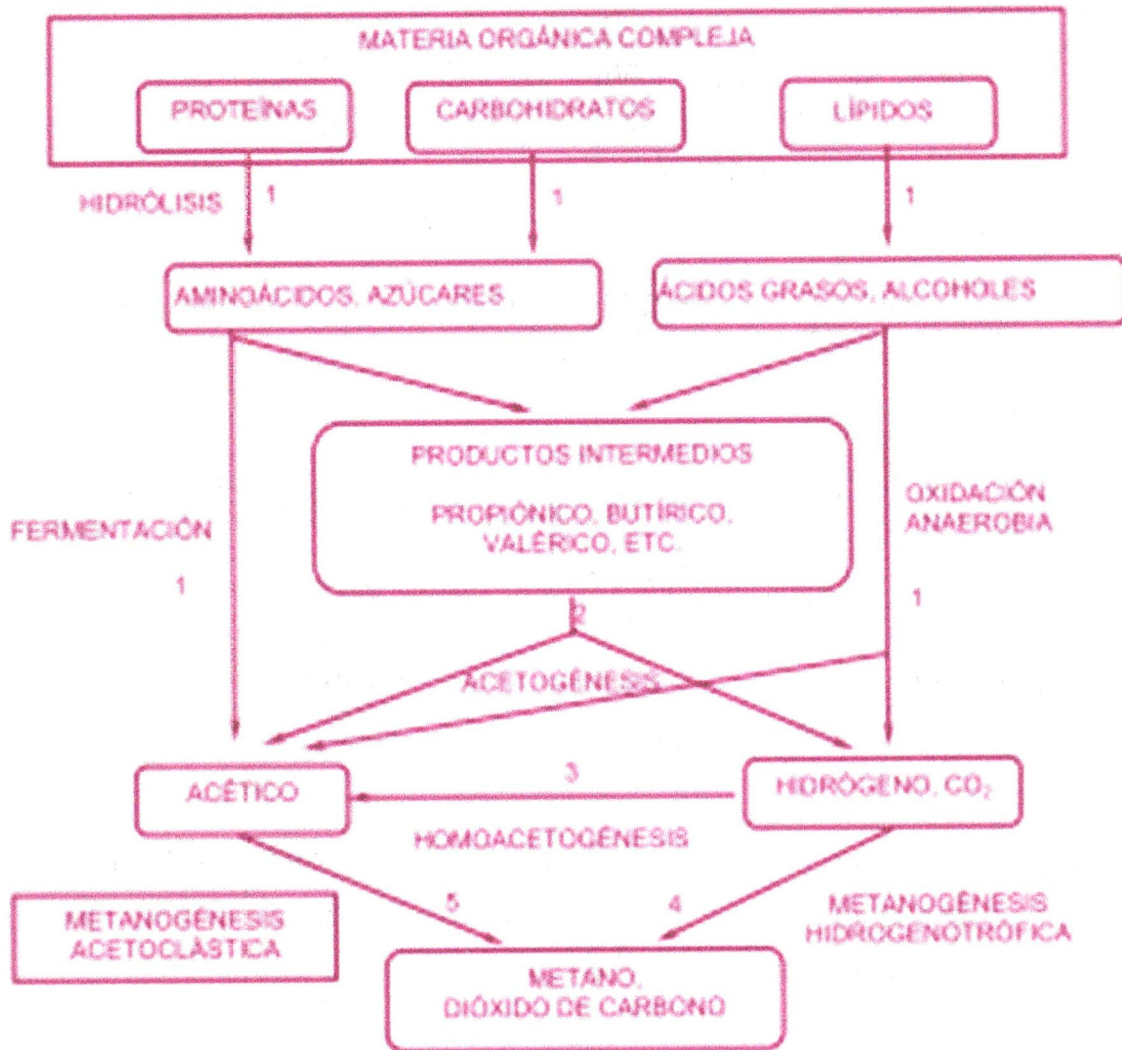 MATERIA ORGÁNICA COMPLEJA
PROTEÍNAS
CARBOHIDRATOS
LÍPIDOS
HIDRÓLISIS
1
1
1
AMINOÁCIDOS, AZÚCARES
ÁCIDOS GRASOS, ALCOHOLES
PRODUCTOS INTERMEDIOS
PROPIÓNICO, BUTÍRICO,
VALÉRICO, ETC.
FERMENTACIÓN
1
OXIDACIÓN
ANAEROBIA
1
2
ACETOGÉNESIS
ACÉTICO
3
HIDRÓGENO, CO₂
HOMOACETOGÉNESIS
METANOGÉNESIS
ACETOCLÁSTICA
5
4
METANOGÉNESIS
HIDROGENOTRÓFICA
METANO,
DIÓXIDO DE CARBONO